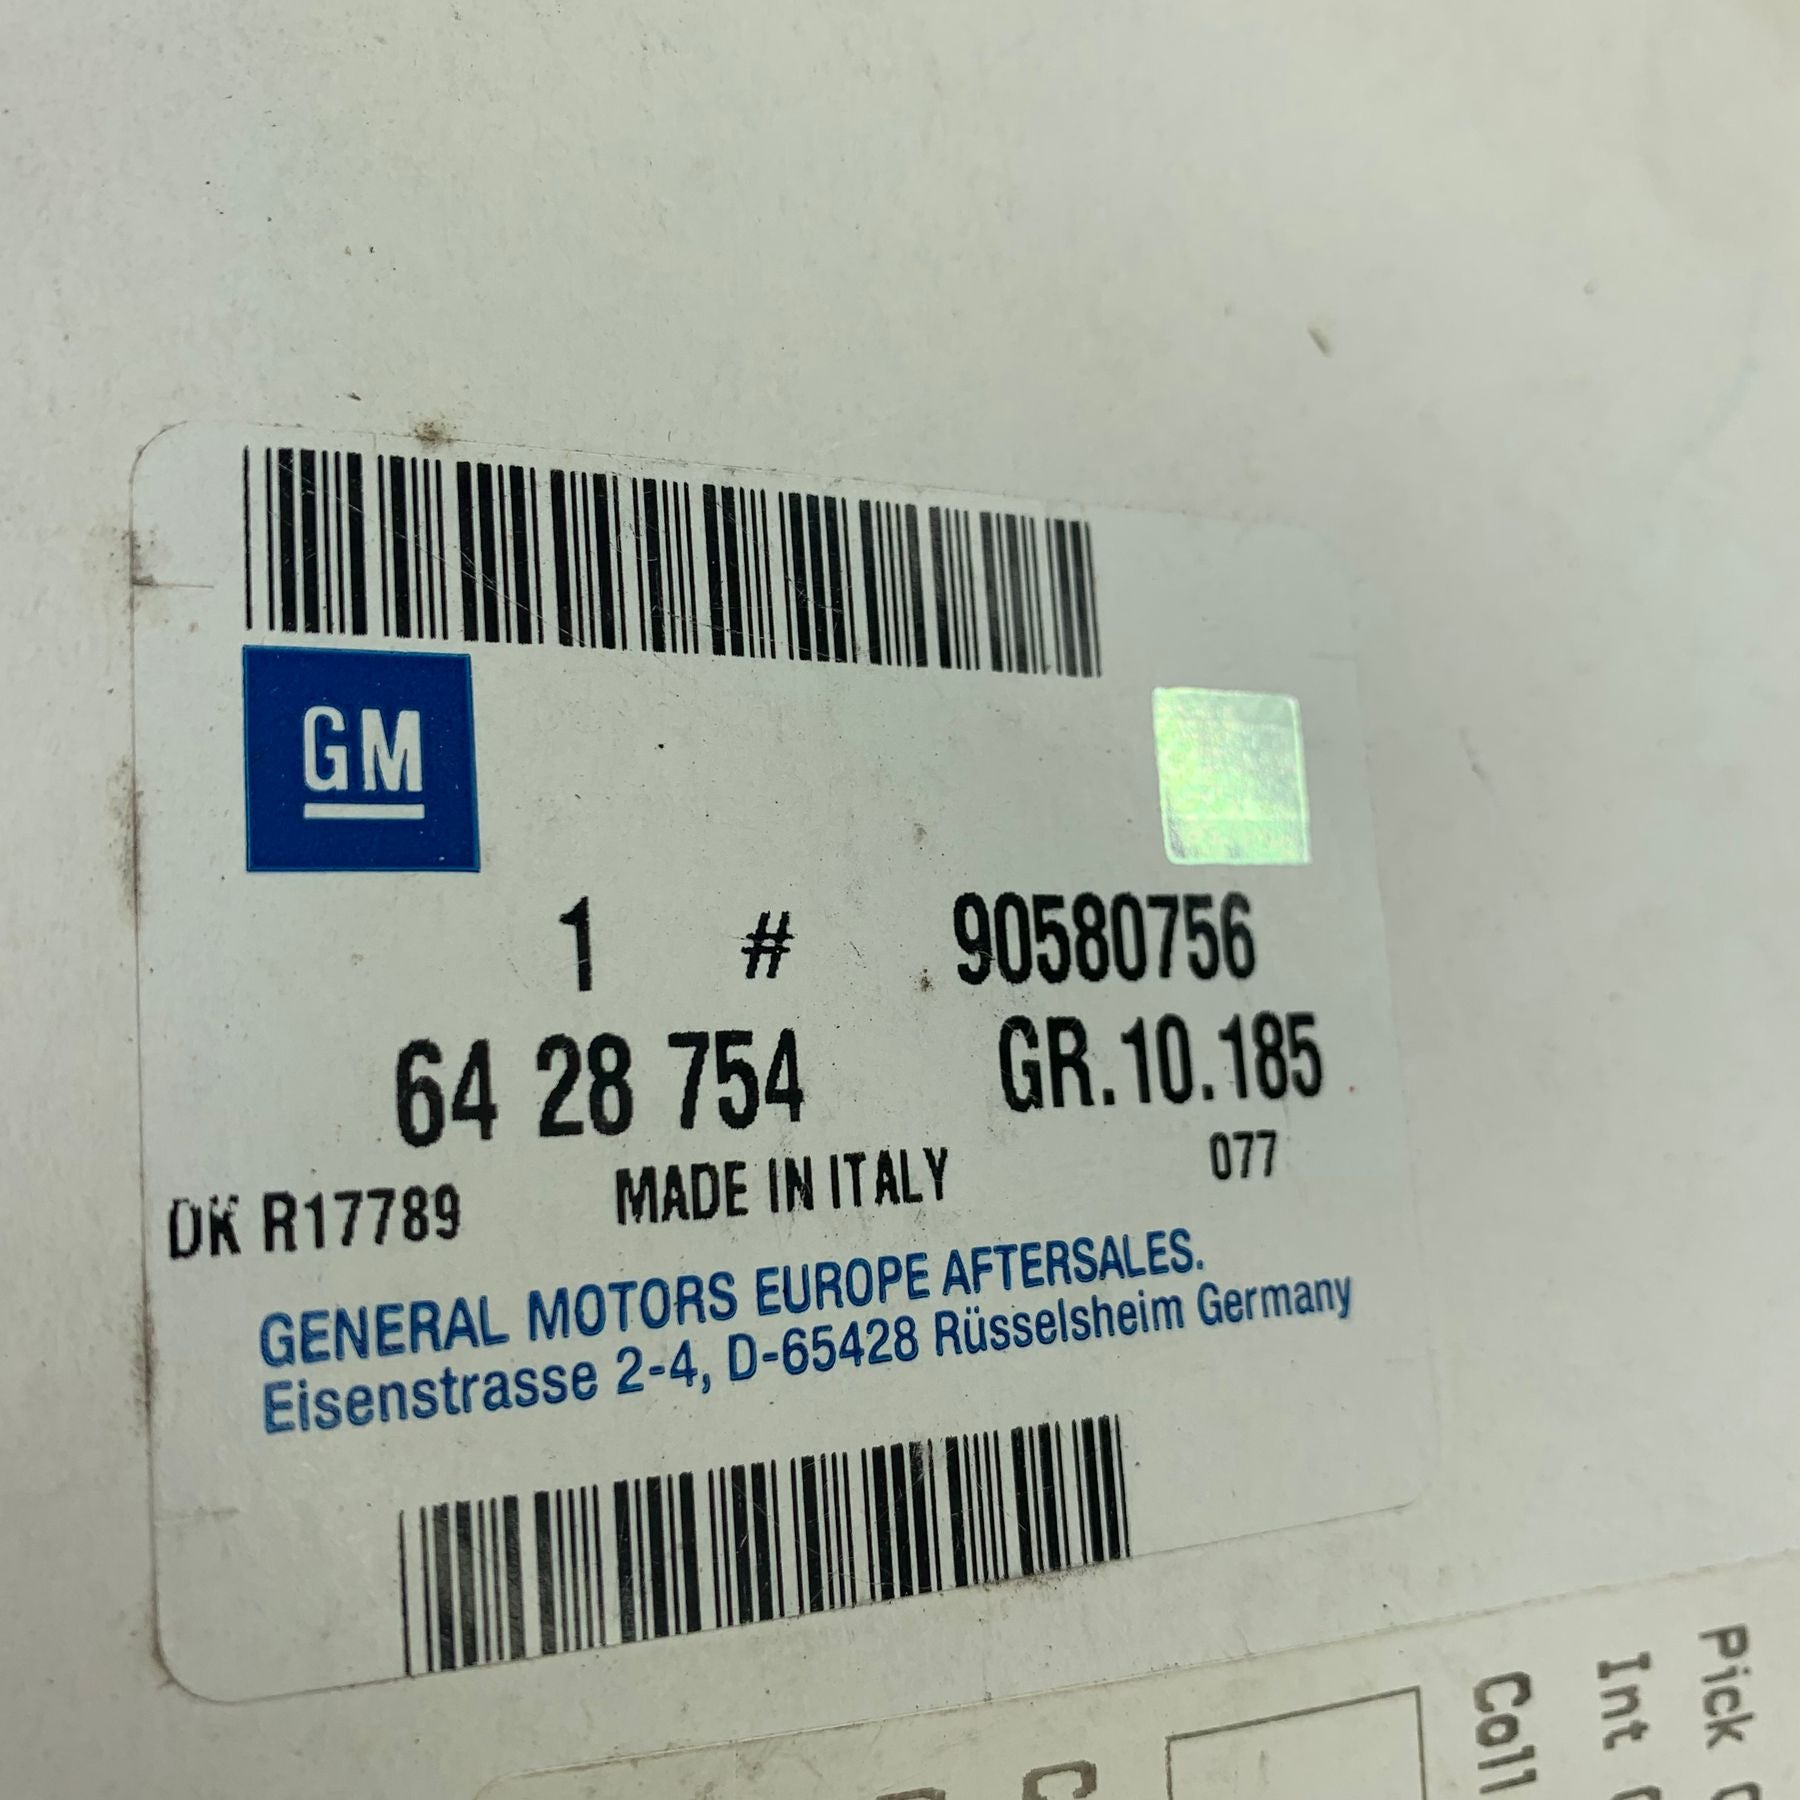 GM
1 # 90580756
64 28 754 GR.10.185
DK R17789 MADE IN ITALY 077
GENERAL MOTORS EUROPE AFTERSALES.
Eisenstrasse 2-4, D-65428 Rüsselsheim Germany
Pick
Int
Coll